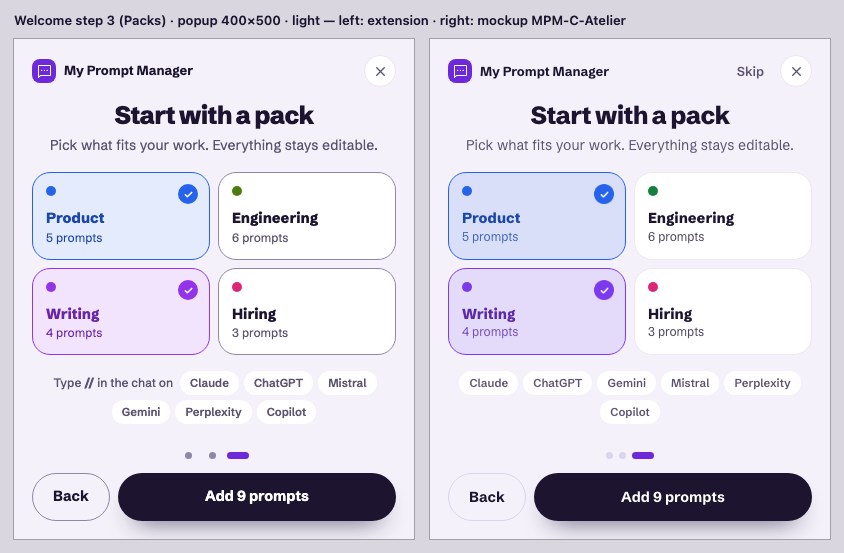 Welcome step 3 (Packs) · popup 400×500 · light — left: extension · right: mockup MPM-C-Atelier
My Prompt Manager
Start with a pack
Pick what fits your work. Everything stays editable.
Product
5 prompts
Engineering
6 prompts
Writing
4 prompts
Hiring
3 prompts
Type // in the chat on Claude ChatGPT Mistral
Gemini Perplexity Copilot
Back
Add 9 prompts
My Prompt Manager
Skip
Start with a pack
Pick what fits your work. Everything stays editable.
Product
5 prompts
Engineering
6 prompts
Writing
4 prompts
Hiring
3 prompts
Claude ChatGPT Gemini Mistral Perplexity
Copilot
Back
Add 9 prompts